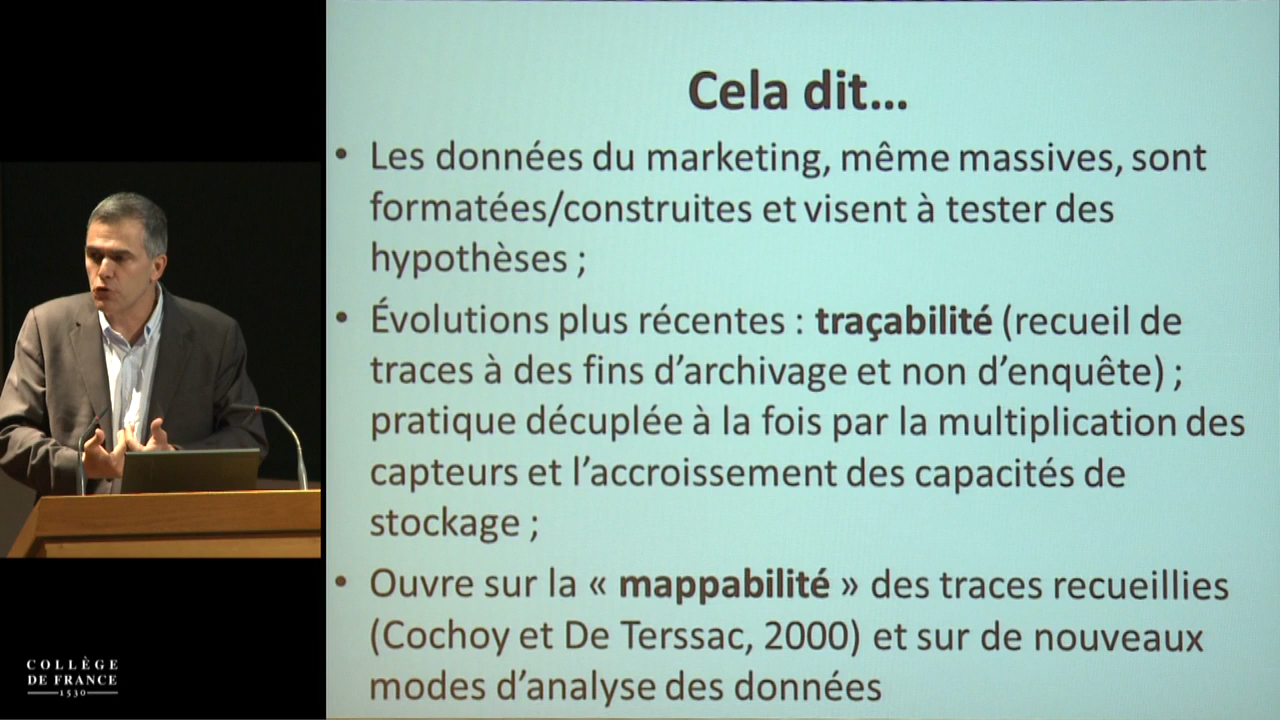 Cela dit...
• Les données du marketing, même massives, sont
formatées/construites et visent à tester des
hypothèses ;
• Évolutions plus récentes : traçabilité (recueil de
traces à des fins d’archivage et non d’enquête) ;
pratique décuplée à la fois par la multiplication des
capteurs et l’accroissement des capacités de
stockage ;
• Ouvre sur la « mappabilité » des traces recueillies
(Cochoy et De Terssac, 2000) et sur de nouveaux
modes d’analyse des données
COLLÈGE
DE FRANCE
1530